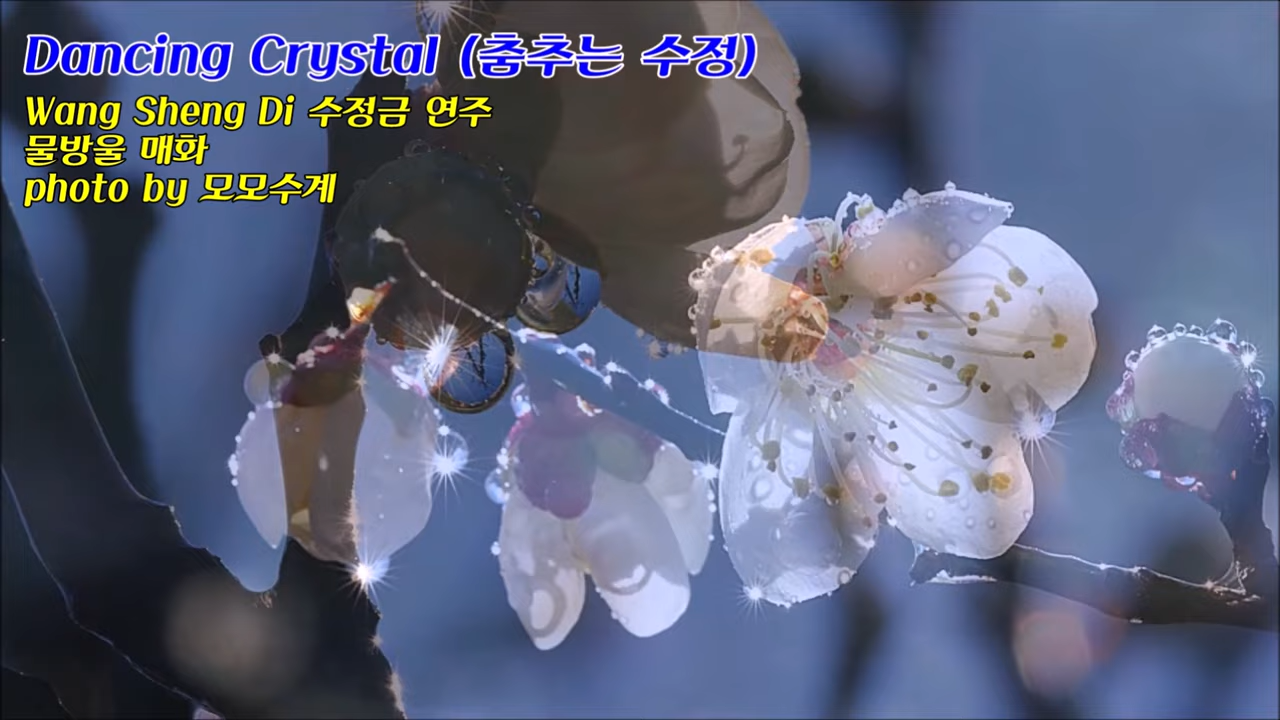 Dancing Crystal (춤추는 수정)
Wang Sheng Di 수정금 연주
물방울 매화
photo by 모모수계